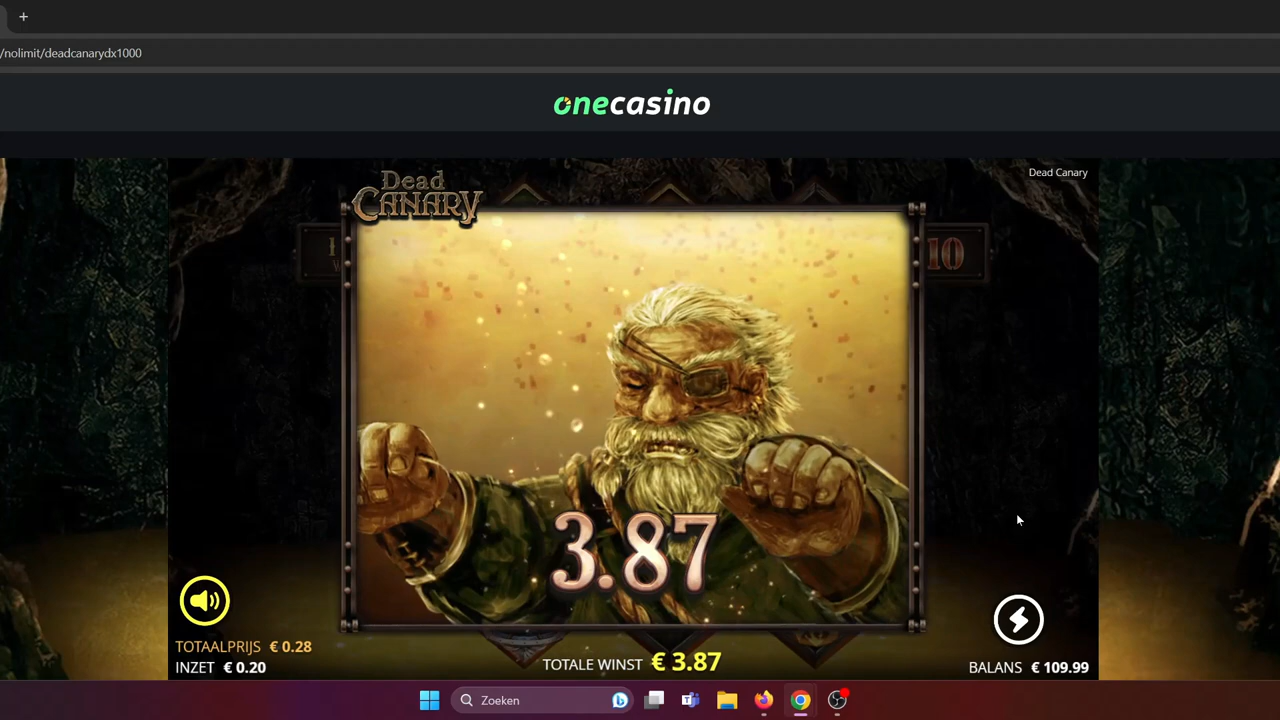 +
/nolimit/deadcanarydx1000
onecasino
Dead Canary
Dead
CANARY
10
3.87
TOTAALPRIJS € 0.28
INZET € 0.20
TOTALE WINST € 3.87
BALANS € 109.99
Zoeken